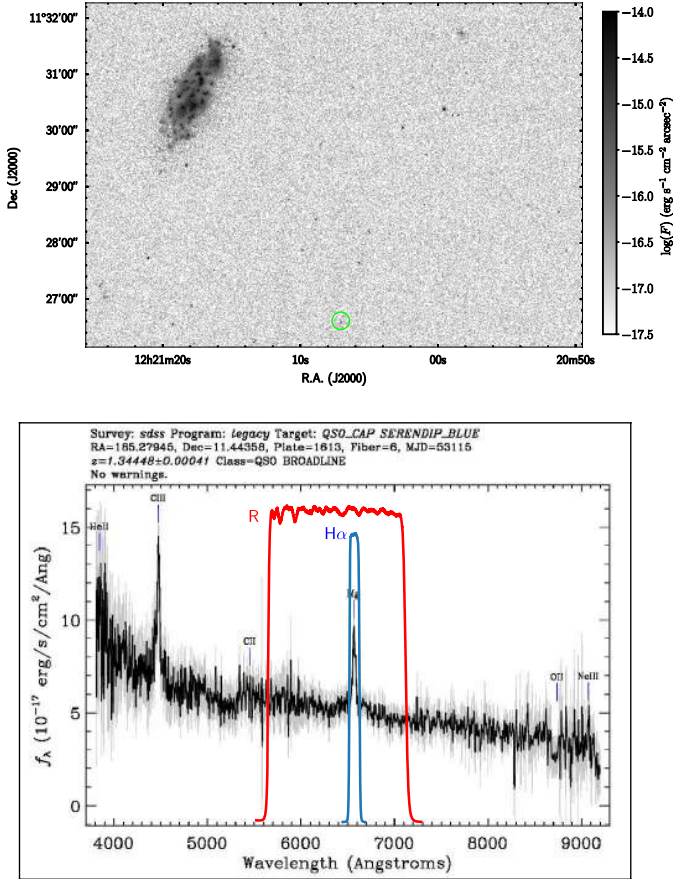 11°32'00"
31'00"
30'00"
29'00"
28'00"
27'00"
Dec (J2000)
12h21m20s
10s
00s
20m50s
R.A. (J2000)
−14.0
−14.5
−15.0
−15.5
−16.0
−16.5
−17.0
−17.5
log(F) (erg s⁻¹ cm⁻² arcsec⁻²)
Survey: sdss Program: legacy Target: QSO_CAP SERENDIP_BLUE
RA=185.27945, Dec=11.44358, Plate=1613, Fiber=6, MJD=53115
z=1.34448±0.00041 Class=QSO BROADLINE
No warnings.
HeII
CIII
CII
R
Hα
Mg
OII
NeIII
15
10
5
0
f_λ (10⁻¹⁷ erg/s/cm²/Ang)
4000
5000
6000
7000
8000
9000
Wavelength (Angstroms)